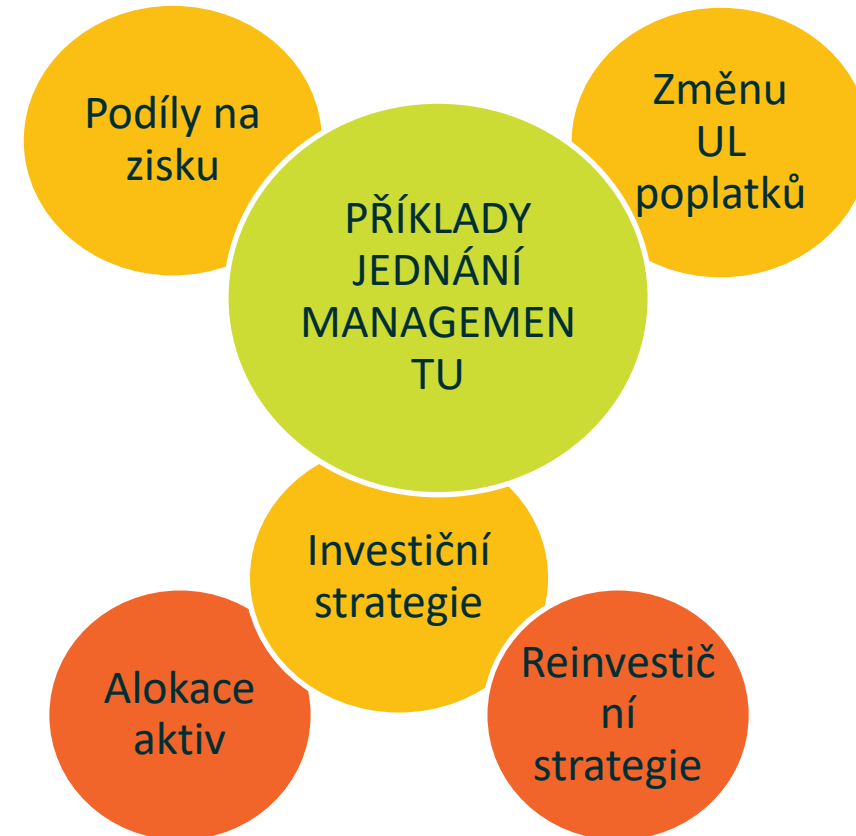 Podíly na
zisku
Změnu
UL
poplatků
PŘÍKLADY
JEDNÁNÍ
MANAGEMEN
TU
Investiční
strategie
Alokace
aktiv
Reinvestič
ní
strategie